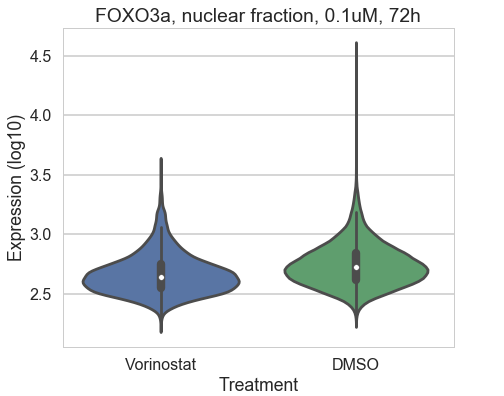 FOXO3a, nuclear fraction, 0.1uM, 72h
4.5
4.0
3.5
3.0
2.5
Expression (log10)
Vorinostat
DMSO
Treatment